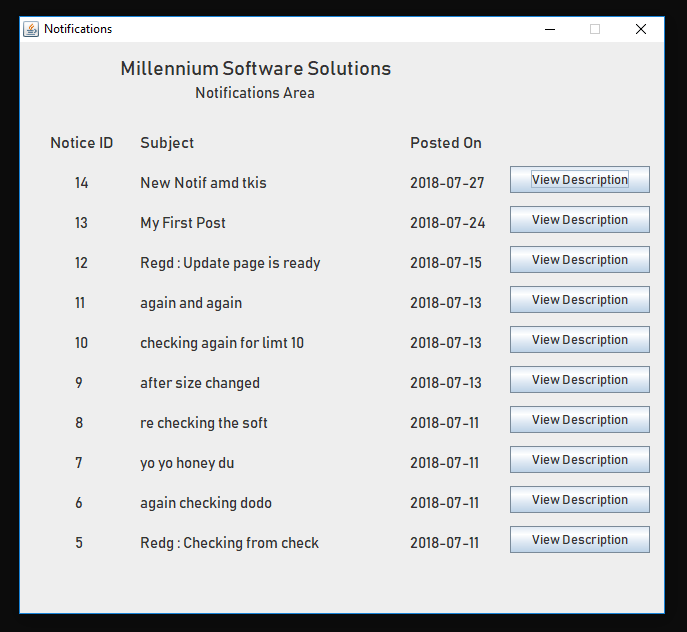 Notifications
Millennium Software Solutions
Notifications Area
Notice ID Subject Posted On
14 New Notif amd tkis 2018-07-27 View Description
13 My First Post 2018-07-24 View Description
12 Regd : Update page is ready 2018-07-15 View Description
11 again and again 2018-07-13 View Description
10 checking again for limt 10 2018-07-13 View Description
9 after size changed 2018-07-13 View Description
8 re checking the soft 2018-07-11 View Description
7 yo yo honey du 2018-07-11 View Description
6 again checking dodo 2018-07-11 View Description
5 Redg : Checking from check 2018-07-11 View Description